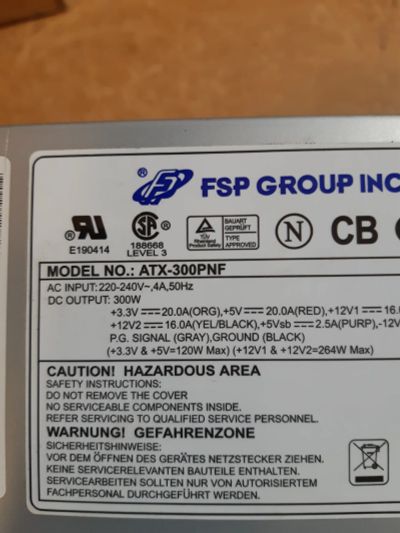 FSP GROUP INC
E190414
188668
LEVEL 3
BAUART
GEPRÜFT
TYPE
APPROVED
N
CB
MODEL NO.: ATX-300PNF
AC INPUT:220-240V~,4A,50Hz
DC OUTPUT: 300W
+3.3V ⎓ 20.0A(ORG),+5V ⎓ 20.0A(RED),+12V1 ⎓ 16.
+12V2 ⎓ 16.0A(YEL/BLACK),+5Vsb ⎓ 2.5A(PURP),-12V
P.G. SIGNAL (GRAY),GROUND (BLACK)
(+3.3V & +5V=120W Max) (+12V1 & +12V2=264W Max)
CAUTION! HAZARDOUS AREA
SAFETY INSTRUCTIONS:
DO NOT REMOVE THE COVER
NO SERVICEABLE COMPONENTS INSIDE.
REFER SERVICING TO QUALIFIED SERVICE PERSONNEL.
WARNUNG! GEFAHRENZONE
SICHERHEITSHINWEISE:
VOR DEM ÖFFNEN DES GERÄTES NETZSTECKER ZIEHEN.
KEINE SERVICERELEVANTEN BAUTEILE ENTHALTEN.
SERVICEARBEITEN SOLLTEN NUR VON AUTORISIERTEM
FACHPERSONAL DURCHGEFÜHRT WERDEN.